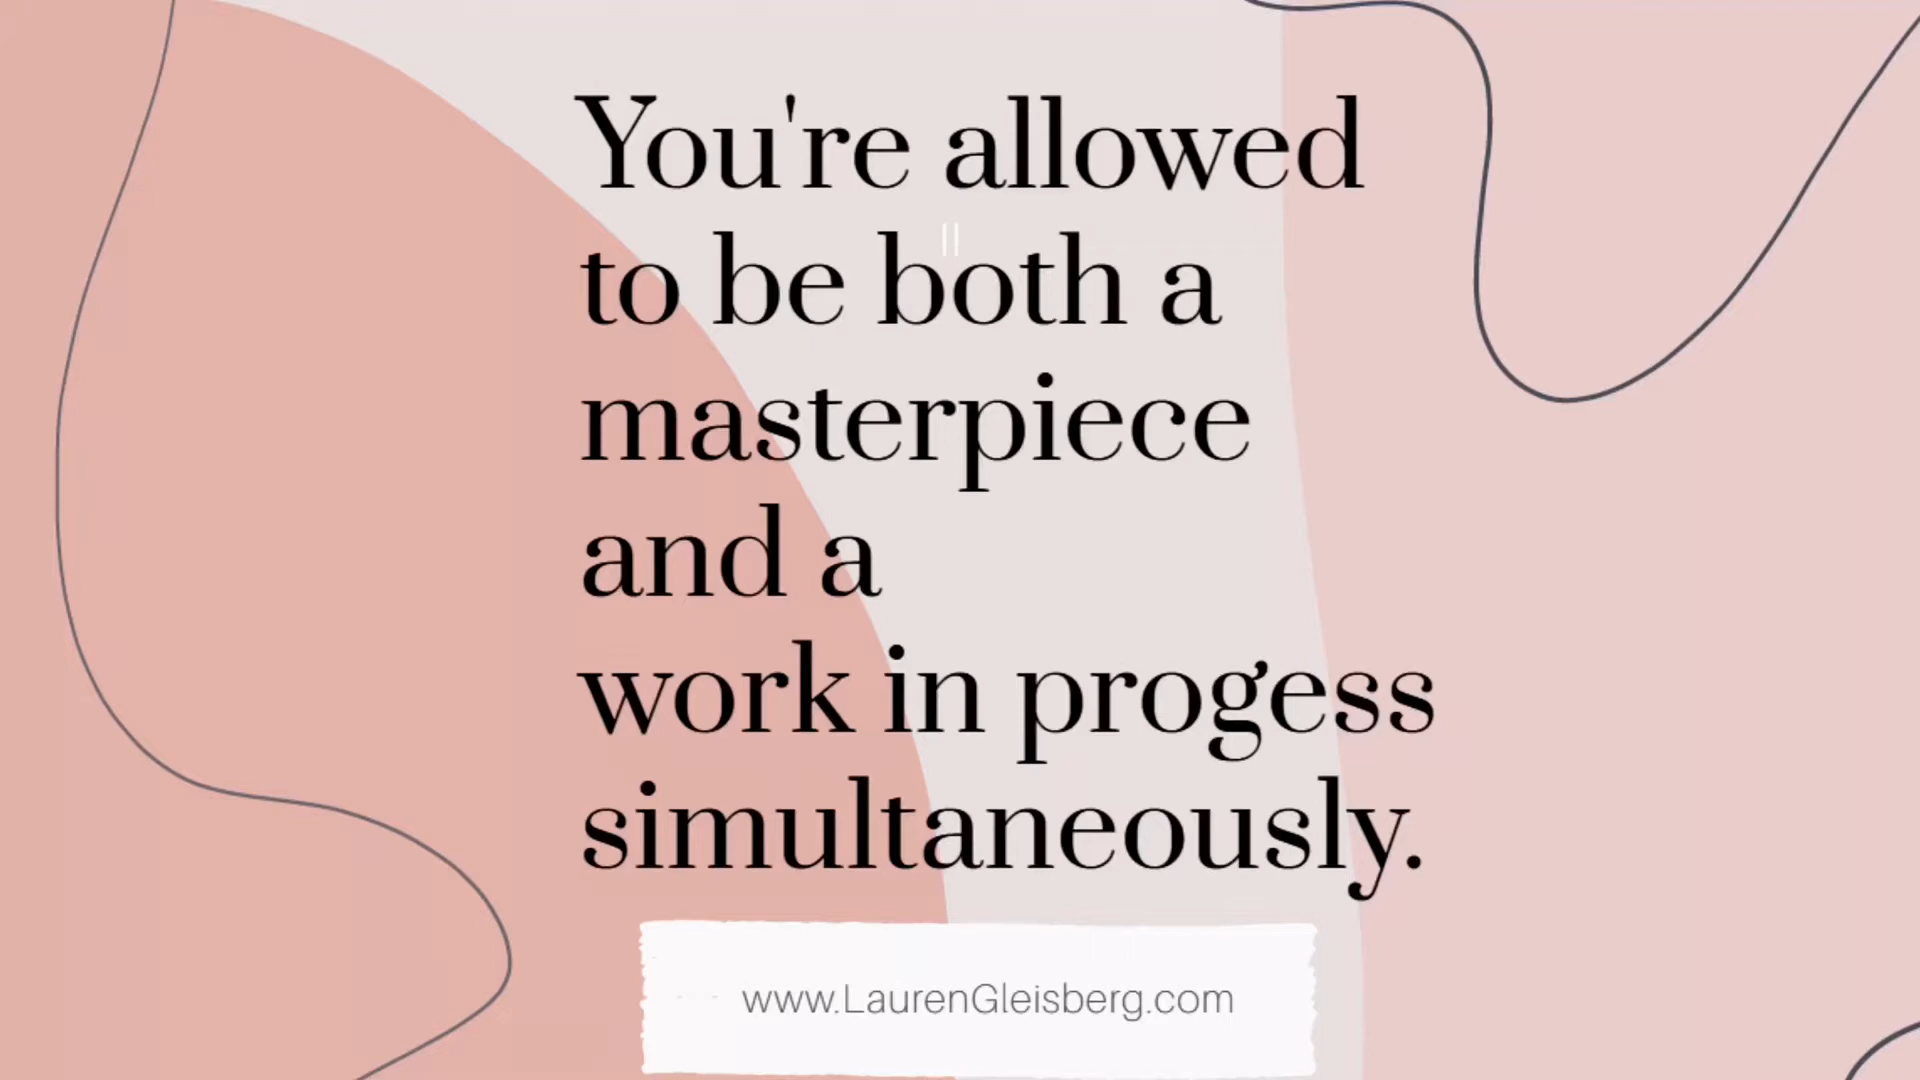 You're allowed
to be both a
masterpiece
and a
work in progess
simultaneously.
www.LaurenGleisberg.com